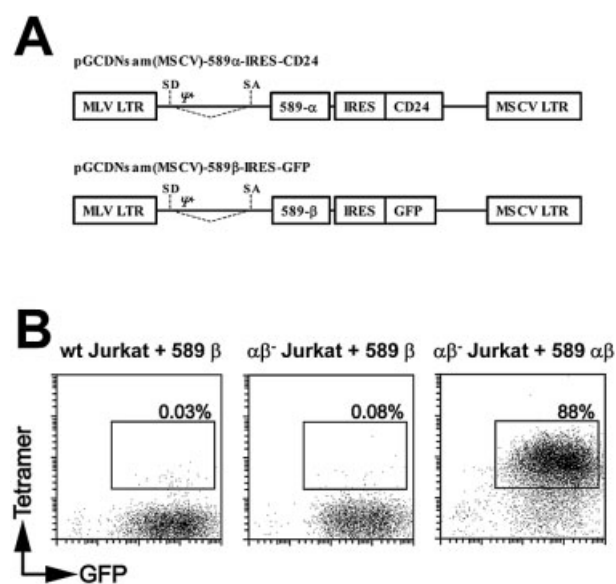 A
pGCDNsam(MSCV)-589α-IRES-CD24
SD Ψ+ SA
MLV LTR 589-α IRES CD24 MSCV LTR
pGCDNsam(MSCV)-589β-IRES-GFP
SD Ψ+ SA
MLV LTR 589-β IRES GFP MSCV LTR
B
wt Jurkat + 589 β αβ⁻ Jurkat + 589 β αβ⁻ Jurkat + 589 αβ
0.03% 0.08% 88%
Tetramer
GFP